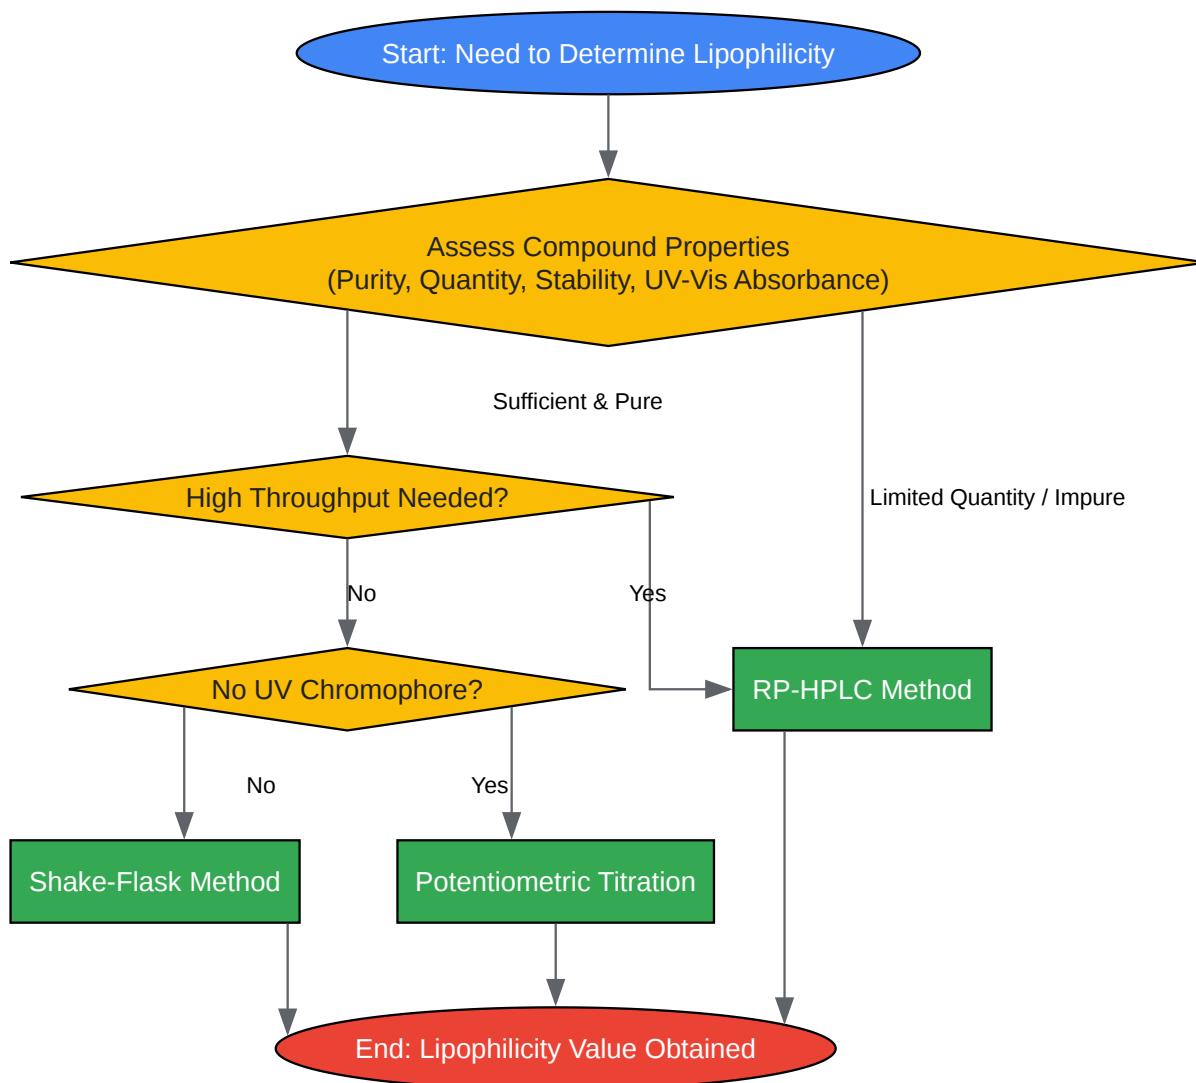 Start: Need to Determine Lipophilicity
Assess Compound Properties
(Purity, Quantity, Stability, UV-Vis Absorbance)
Sufficient & Pure
High Throughput Needed?
Limited Quantity / Impure
No
Yes
No UV Chromophore?
RP-HPLC Method
No
Yes
Shake-Flask Method
Potentiometric Titration
End: Lipophilicity Value Obtained